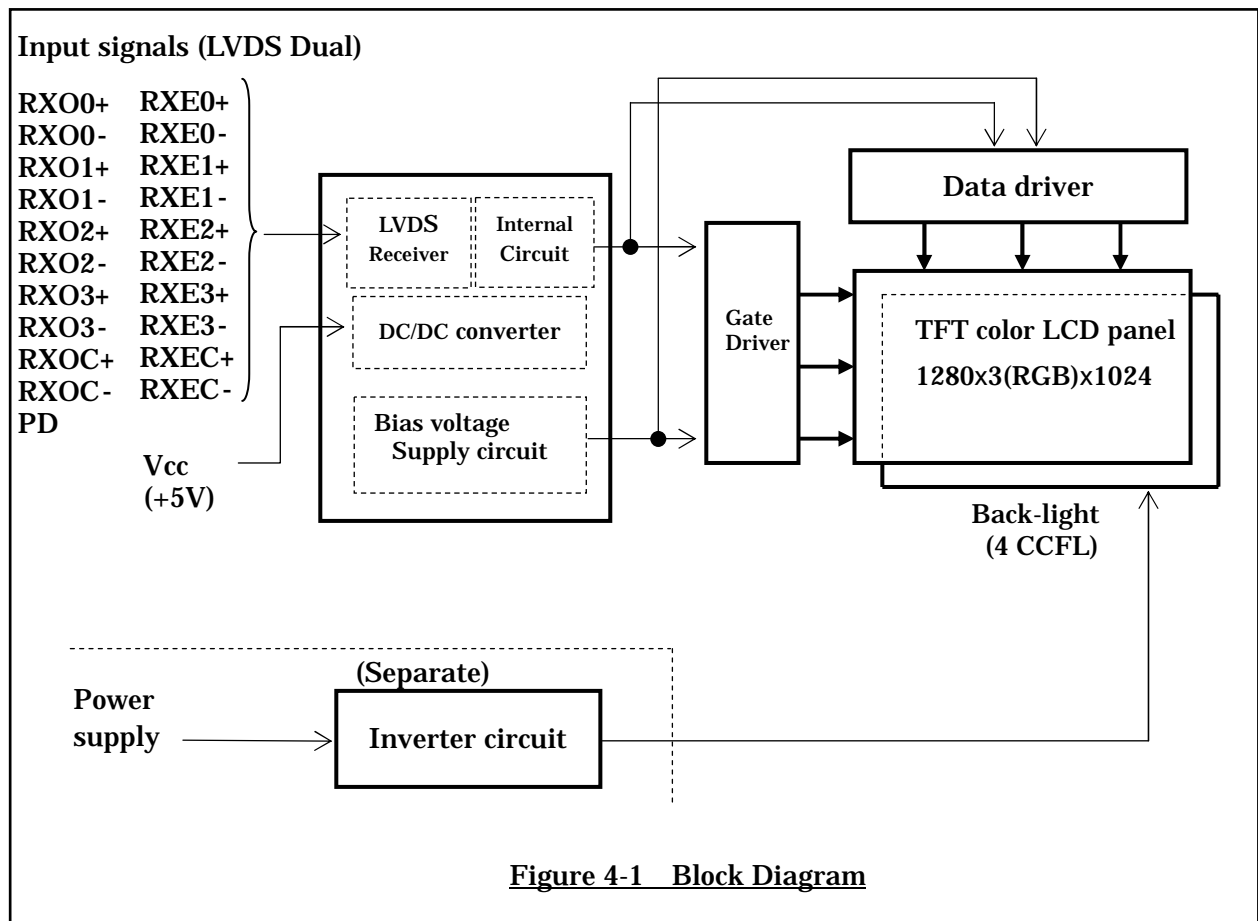 Input signals (LVDS Dual)
RXO0+ RXE0+
RXO0- RXE0-
RXO1+ RXE1+
RXO1- RXE1-
RXO2+ RXE2+
RXO2- RXE2-
RXO3+ RXE3+
RXO3- RXE3-
RXOC+ RXEC+
RXOC- RXEC-
PD
Vcc
(+5V)
LVDS
Receiver
Internal
Circuit
DC/DC converter
Bias voltage
Supply circuit
Gate
Driver
Data driver
TFT color LCD panel
1280x3(RGB)x1024
Back-light
(4 CCFL)
(Separate)
Power
supply
Inverter circuit
Figure 4-1 Block Diagram